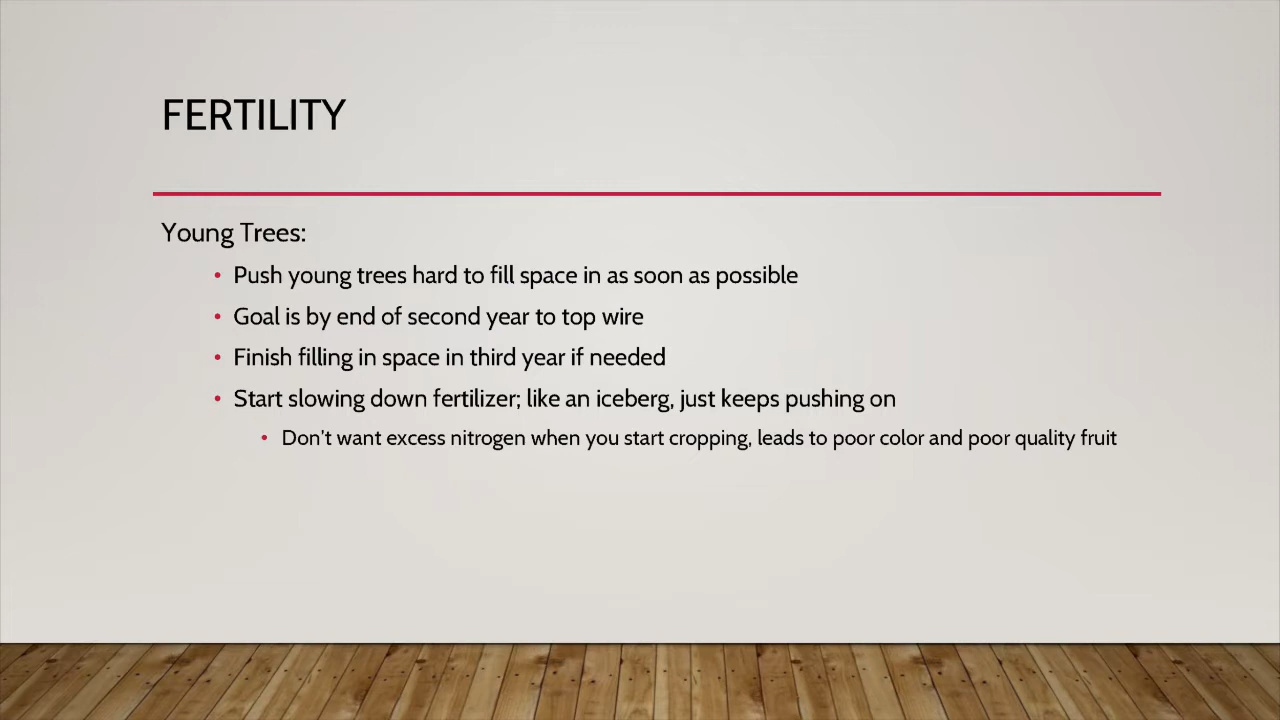 FERTILITY
Young Trees:
• Push young trees hard to fill space in as soon as possible
• Goal is by end of second year to top wire
• Finish filling in space in third year if needed
• Start slowing down fertilizer; like an iceberg, just keeps pushing on
• Don't want excess nitrogen when you start cropping, leads to poor color and poor quality fruit